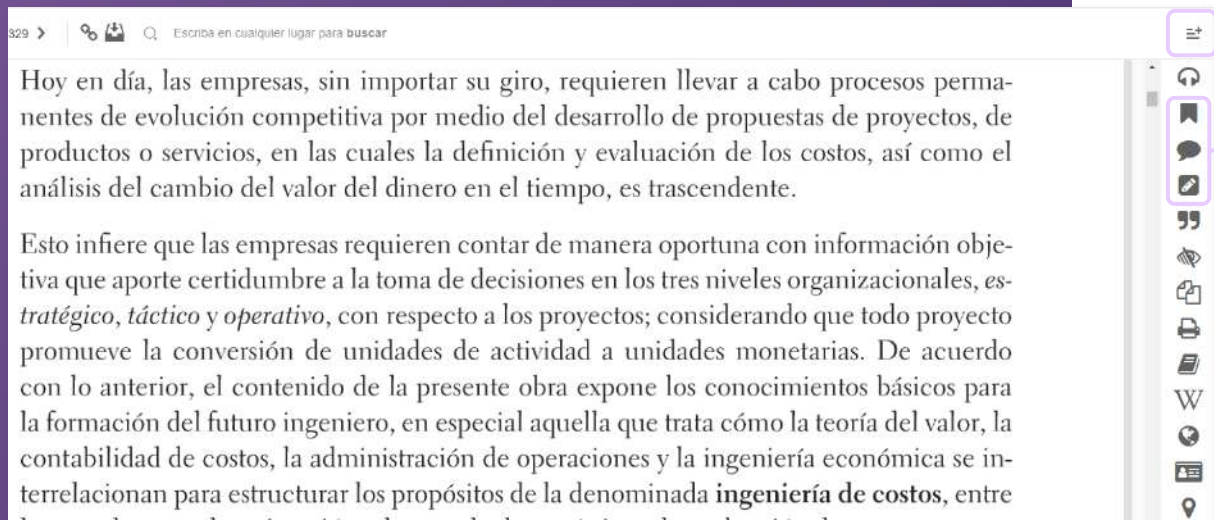 329 Escriba en cualquier lugar para buscar
Hoy en día, las empresas, sin importar su giro, requieren llevar a cabo procesos perma-
nentes de evolución competitiva por medio del desarrollo de propuestas de proyectos, de
productos o servicios, en las cuales la definición y evaluación de los costos, así como el
análisis del cambio del valor del dinero en el tiempo, es trascendente.
Esto infiere que las empresas requieren contar de manera oportuna con información obje-
tiva que aporte certidumbre a la toma de decisiones en los tres niveles organizacionales, es-
tratégico, táctico y operativo, con respecto a los proyectos; considerando que todo proyecto
promueve la conversión de unidades de actividad a unidades monetarias. De acuerdo
con lo anterior, el contenido de la presente obra expone los conocimientos básicos para
la formación del futuro ingeniero, en especial aquella que trata cómo la teoría del valor, la
contabilidad de costos, la administración de operaciones y la ingeniería económica se in-
terrelacionan para estructurar los propósitos de la denominada ingeniería de costos, entre
W